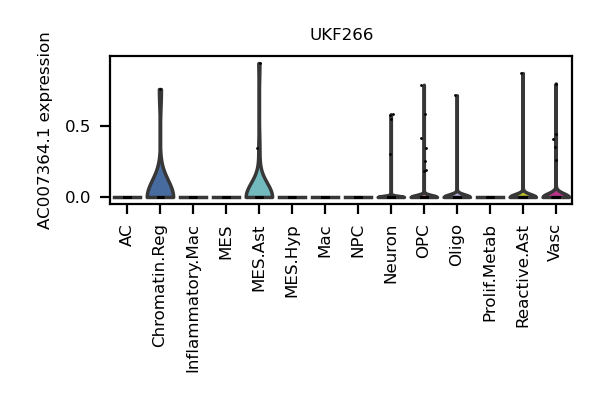 UKF266
AC007364.1 expression
0.5
0.0
AC
Chromatin.Reg
Inflammatory.Mac
MES
MES.Ast
MES.Hyp
Mac
NPC
Neuron
OPC
Oligo
Prolif.Metab
Reactive.Ast
Vasc